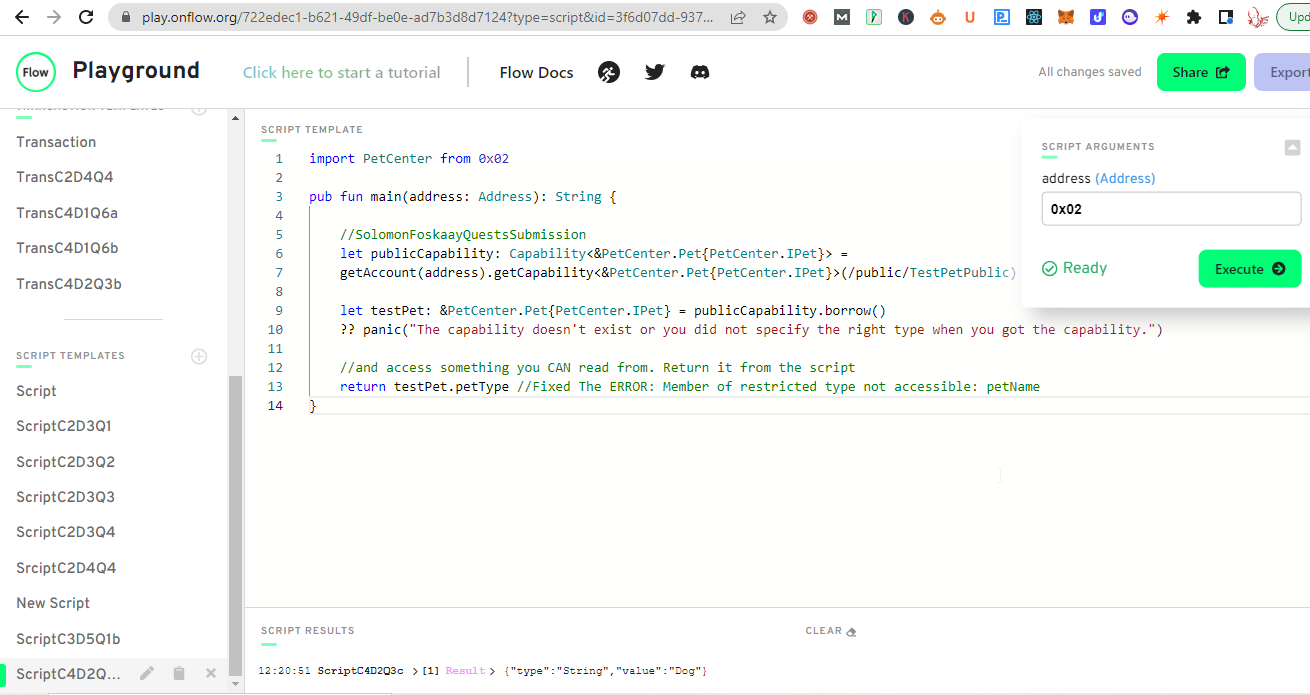 play.onflow.org/722edec1-b621-49df-be0e-ad7b3d8d7124?type=script&id=3f6d07dd-937...
Upd
Flow
Playground
Click here to start a tutorial
Flow Docs
All changes saved
Share
Export
TRANSACTION TEMPLATES
Transaction
TransC2D4Q4
TransC4D1Q6a
TransC4D1Q6b
TransC4D2Q3b
SCRIPT TEMPLATES
Script
ScriptC2D3Q1
ScriptC2D3Q2
ScriptC2D3Q3
ScriptC2D3Q4
SrciptC2D4Q4
New Script
ScriptC3D5Q1b
ScriptC4D2Q...
SCRIPT TEMPLATE
1 import PetCenter from 0x02
2
3 pub fun main(address: Address): String {
4
5 //SolomonFoskaayQuestsSubmission
6 let publicCapability: Capability<&PetCenter.Pet{PetCenter.IPet}> =
7 getAccount(address).getCapability<&PetCenter.Pet{PetCenter.IPet}>(/public/TestPetPublic)
8
9 let testPet: &PetCenter.Pet{PetCenter.IPet} = publicCapability.borrow()
10 ?? panic("The capability doesn't exist or you did not specify the right type when you got the capability.")
11
12 //and access something you CAN read from. Return it from the script
13 return testPet.petType //Fixed The ERROR: Member of restricted type not accessible: petName
14 }
SCRIPT ARGUMENTS
address (Address)
0x02
Ready
Execute
SCRIPT RESULTS
CLEAR
12:20:51 ScriptC4D2Q3c >[1] Result > {"type":"String","value":"Dog"}